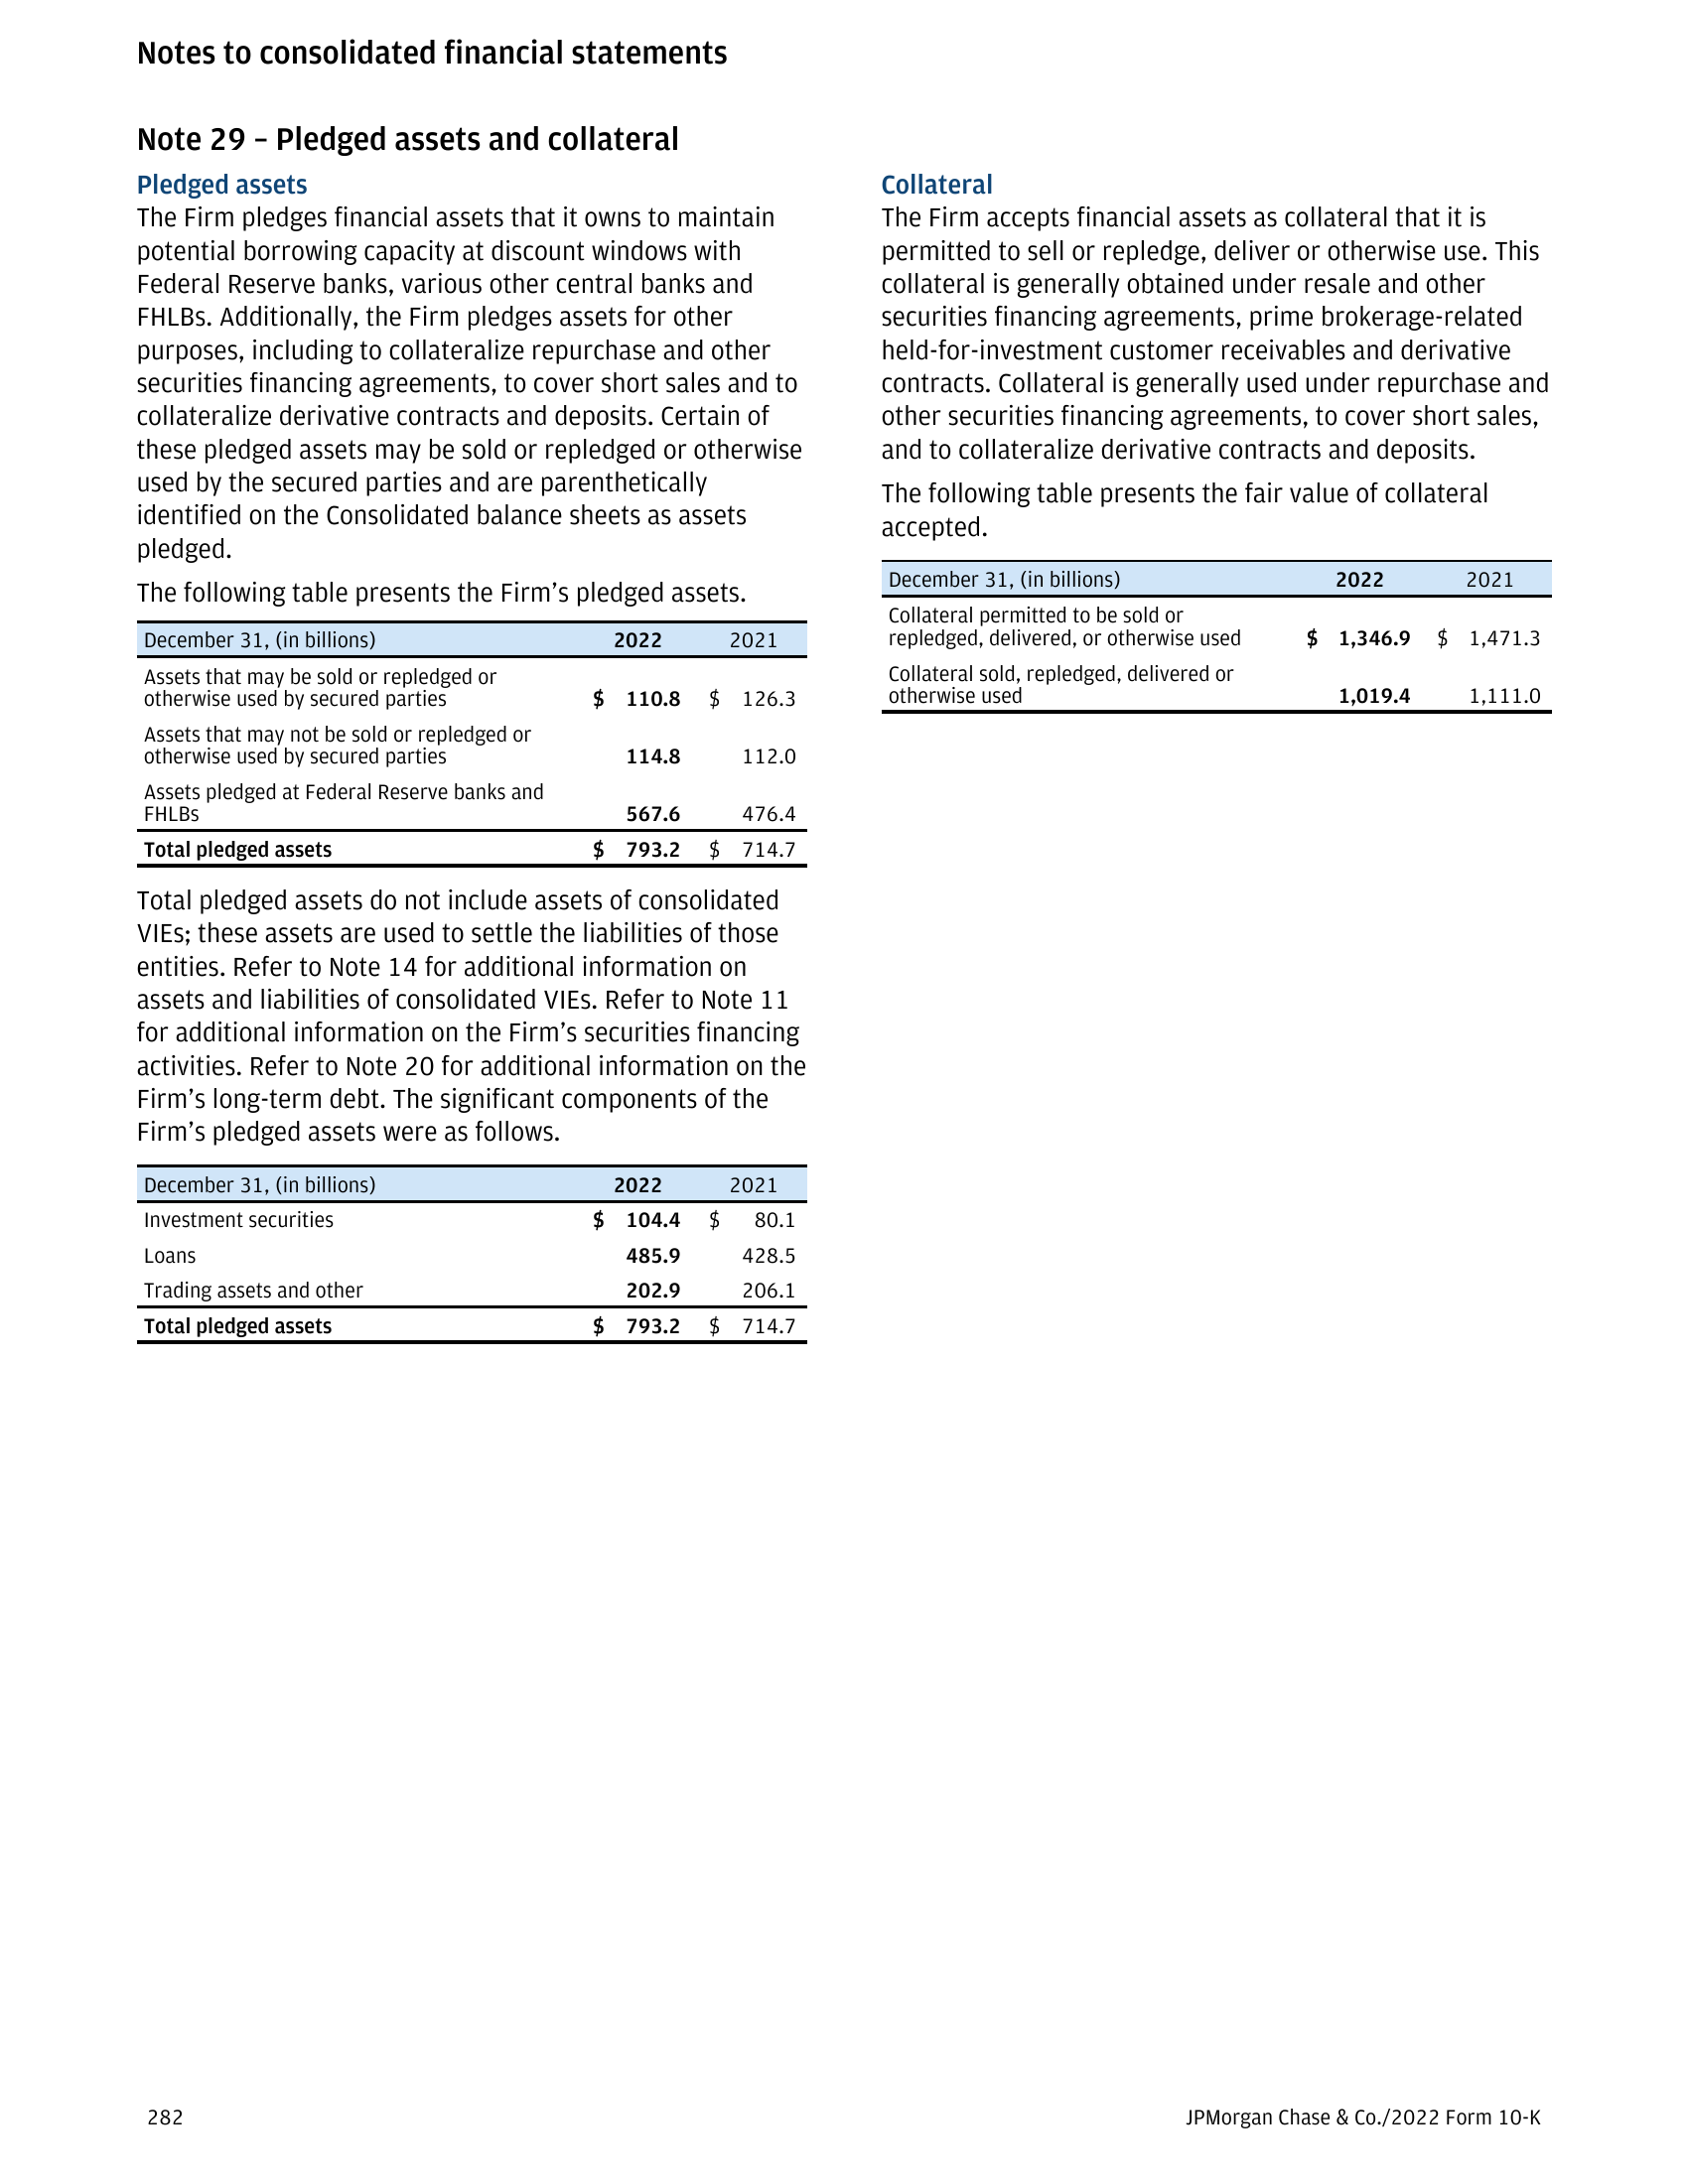 Notes to consolidated financial statements
Note 29 – Pledged assets and collateral
Pledged assets
The Firm pledges financial assets that it owns to maintain
potential borrowing capacity at discount windows with
Federal Reserve banks, various other central banks and
FHLBs. Additionally, the Firm pledges assets for other
purposes, including to collateralize repurchase and other
securities financing agreements, to cover short sales and to
collateralize derivative contracts and deposits. Certain of
these pledged assets may be sold or repledged or otherwise
used by the secured parties and are parenthetically
identified on the Consolidated balance sheets as assets
pledged.
The following table presents the Firm’s pledged assets.
December 31, (in billions) 2022 2021
Assets that may be sold or repledged or
otherwise used by secured parties $ 110.8 $ 126.3
Assets that may not be sold or repledged or
otherwise used by secured parties 114.8 112.0
Assets pledged at Federal Reserve banks and
FHLBs 567.6 476.4
Total pledged assets $ 793.2 $ 714.7
Total pledged assets do not include assets of consolidated
VIEs; these assets are used to settle the liabilities of those
entities. Refer to Note 14 for additional information on
assets and liabilities of consolidated VIEs. Refer to Note 11
for additional information on the Firm’s securities financing
activities. Refer to Note 20 for additional information on the
Firm’s long-term debt. The significant components of the
Firm’s pledged assets were as follows.
December 31, (in billions) 2022 2021
Investment securities $ 104.4 $ 80.1
Loans 485.9 428.5
Trading assets and other 202.9 206.1
Total pledged assets $ 793.2 $ 714.7
Collateral
The Firm accepts financial assets as collateral that it is
permitted to sell or repledge, deliver or otherwise use. This
collateral is generally obtained under resale and other
securities financing agreements, prime brokerage-related
held-for-investment customer receivables and derivative
contracts. Collateral is generally used under repurchase and
other securities financing agreements, to cover short sales,
and to collateralize derivative contracts and deposits.
The following table presents the fair value of collateral
accepted.
December 31, (in billions) 2022 2021
Collateral permitted to be sold or
repledged, delivered, or otherwise used $ 1,346.9 $ 1,471.3
Collateral sold, repledged, delivered or
otherwise used 1,019.4 1,111.0
282
JPMorgan Chase & Co./2022 Form 10-K